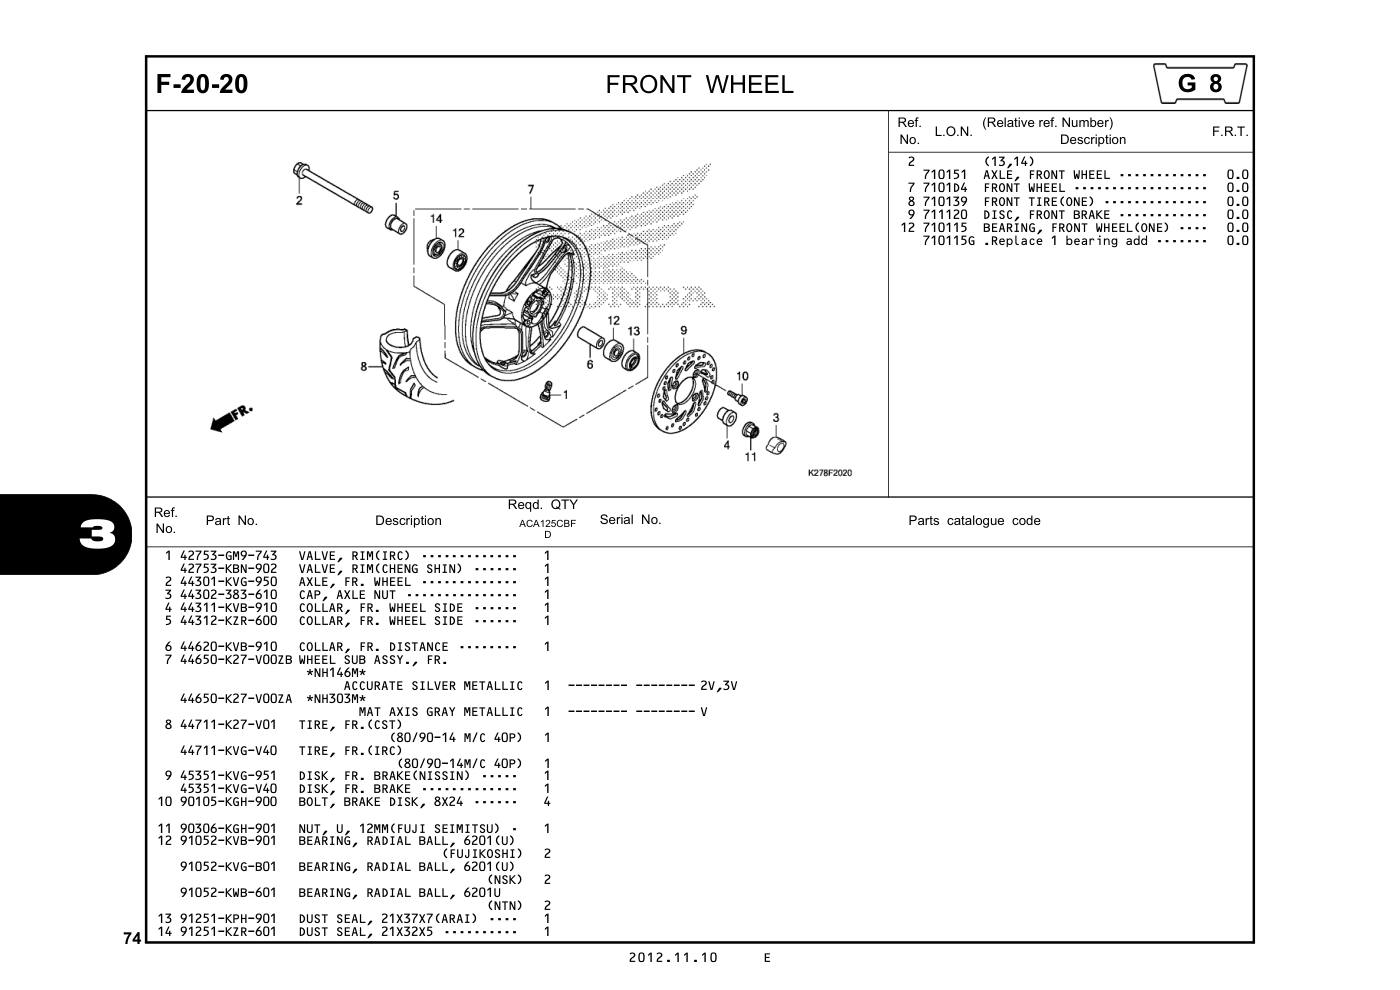 F-20-20
FRONT WHEEL
G 8
HONDA
2
5
14
12
7
8
6
12
13
1
9
10
4
11
3
FR.
K278F2020
Ref. No. L.O.N. (Relative ref. Number) Description F.R.T.
2 (13,14)
710151 AXLE, FRONT WHEEL ------------ 0.0
7 7101D4 FRONT WHEEL ------------------ 0.0
8 710139 FRONT TIRE(ONE) -------------- 0.0
9 711120 DISC, FRONT BRAKE ------------ 0.0
12 710115 BEARING, FRONT WHEEL(ONE) ---- 0.0
710115G .Replace 1 bearing add ------- 0.0
3
Ref. No. Part No. Description Reqd. QTY ACA125CBF D Serial No. Parts catalogue code
1 42753-GM9-743 VALVE, RIM(IRC) ------------- 1
42753-KBN-902 VALVE, RIM(CHENG SHIN) ------ 1
2 44301-KVG-950 AXLE, FR. WHEEL ------------- 1
3 44302-383-610 CAP, AXLE NUT --------------- 1
4 44311-KVB-910 COLLAR, FR. WHEEL SIDE ------ 1
5 44312-KZR-600 COLLAR, FR. WHEEL SIDE ------ 1
6 44620-KVB-910 COLLAR, FR. DISTANCE -------- 1
7 44650-K27-V00ZB WHEEL SUB ASSY., FR.
*NH146M*
ACCURATE SILVER METALLIC 1 -------- -------- 2V,3V
44650-K27-V00ZA *NH303M*
MAT AXIS GRAY METALLIC 1 -------- -------- V
8 44711-K27-V01 TIRE, FR.(CST)
(80/90-14 M/C 40P) 1
44711-KVG-V40 TIRE, FR.(IRC)
(80/90-14M/C 40P) 1
9 45351-KVG-951 DISK, FR. BRAKE(NISSIN) ----- 1
45351-KVG-V40 DISK, FR. BRAKE ------------- 1
10 90105-KGH-900 BOLT, BRAKE DISK, 8X24 ------ 4
11 90306-KGH-901 NUT, U, 12MM(FUJI SEIMITSU) - 1
12 91052-KVB-901 BEARING, RADIAL BALL, 6201(U)
(FUJIKOSHI) 2
91052-KVG-B01 BEARING, RADIAL BALL, 6201(U)
(NSK) 2
91052-KWB-601 BEARING, RADIAL BALL, 6201U
(NTN) 2
13 91251-KPH-901 DUST SEAL, 21X37X7(ARAI) ---- 1
14 91251-KZR-601 DUST SEAL, 21X32X5 ---------- 1
74
2012.11.10 E